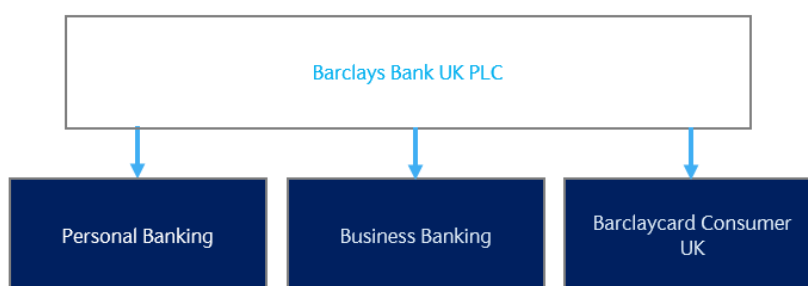 Barclays Bank UK PLC
Personal Banking
Business Banking
Barclaycard Consumer
UK